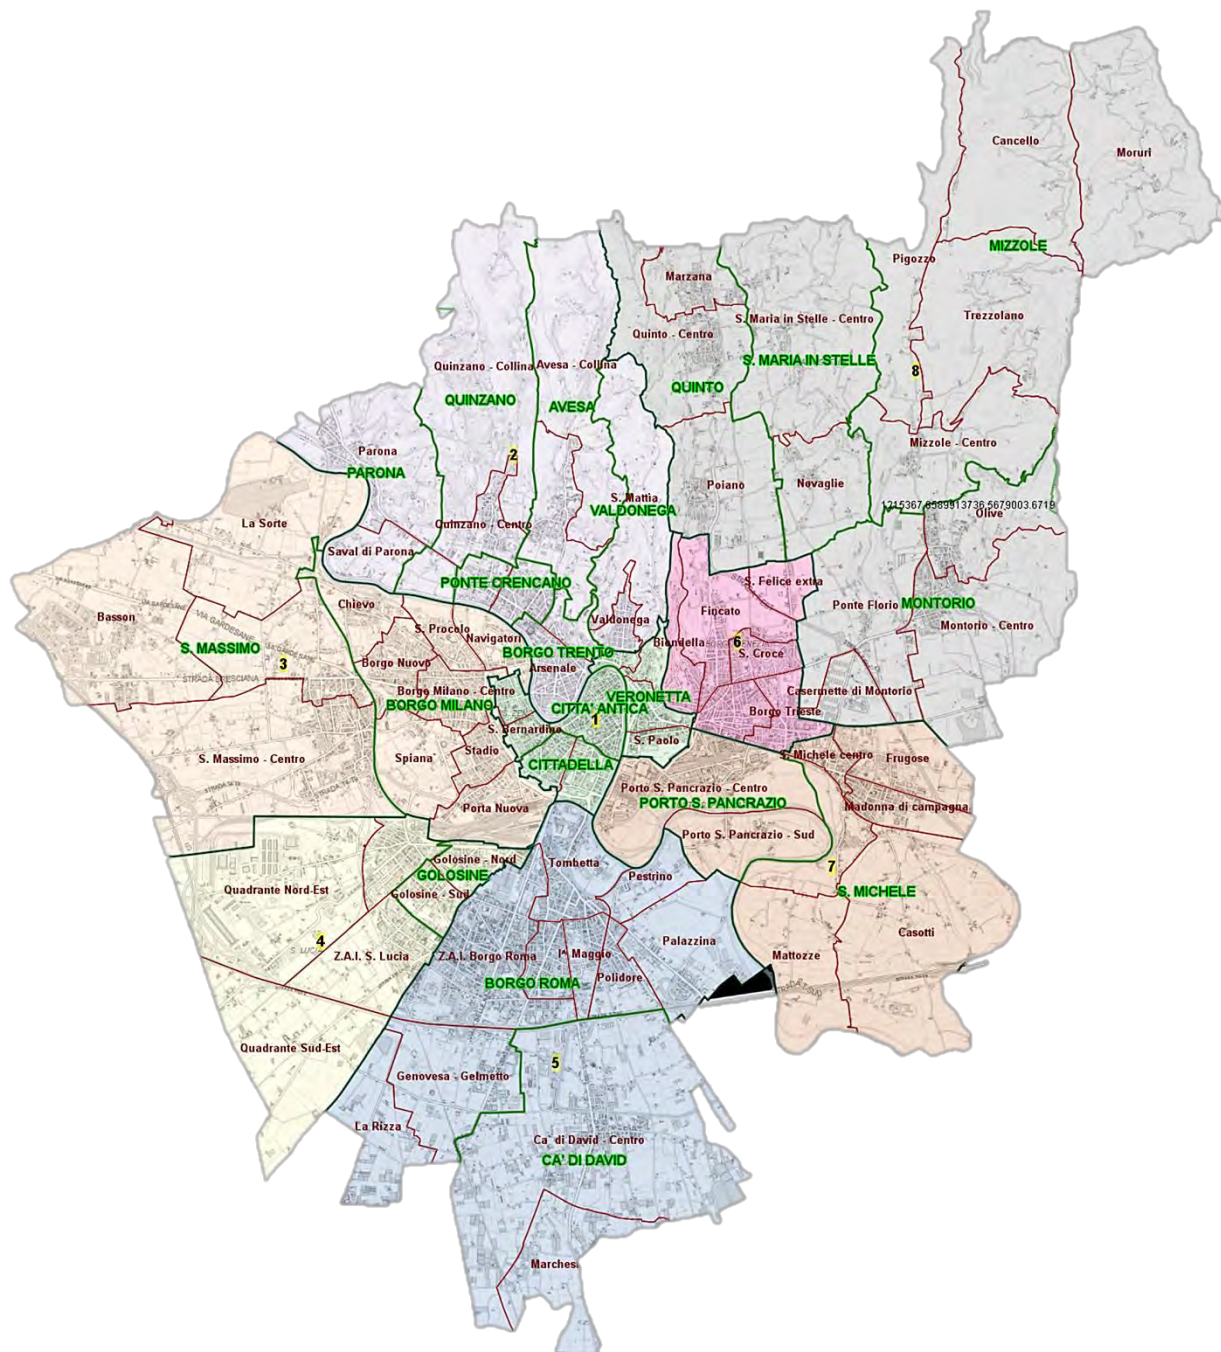 Cancello
Moruri
MIZZOLE
Pigozzo
Marzana
Trezzolano
S. Maria in Stelle - Centro
Quinto - Centro
S. MARIA IN STELLE
Quinzano - Collina
Avesa - Collina
8
QUINTO
QUINZANO
AVESA
Mizzole - Centro
Parona
2
PARONA
Poiano
Novaglie
S. Mattia
VALDONEGA
1215367,6589913736,5679003,6719
Olive
La Sorte
Quinzano - Centro
Saval di Parona
PONTE CRENCANO
S. Felice extra
Chievo
Fincato
Ponte Florio
MONTORIO
Basson
VIA GARDESANE
Valdonega
Montorio - Centro
S. Procolo
Navigatori
Biondella
6
S. MASSIMO
BORGO TRENTO
S. Croce
3
Borgo Nuovo
Arsenale
STRADA BRESCIANA
Borgo Milano - Centro
VERONETTA
Casermette di Montorio
BORGO MILANO
CITTA' ANTICA
Borgo Trieste
1
S. Bernardino
S. Paolo
Stadio
S. Michele centro
S. Massimo - Centro
Spiana
CITTADELLA
Frugose
Porto S. Pancrazio - Centro
Porta Nuova
PORTO S. PANCRAZIO
Madonna di campagna
Porto S. Pancrazio - Sud
Golosine - Nord
Tombetta
7
GOLOSINE
Pestrino
Quadrante Nord-Est
Golosine - Sud
S. MICHELE
4
S. LUCIA
Palazzina
Casotti
Z.A.I. S. Lucia
Z.A.I. Borgo Roma
I° Maggio
Mattozze
Polidore
BORGO ROMA
Quadrante Sud-Est
5
Genovesa - Gelmetto
La Rizza
Ca' di David - Centro
CA' DI DAVID
Marchesi